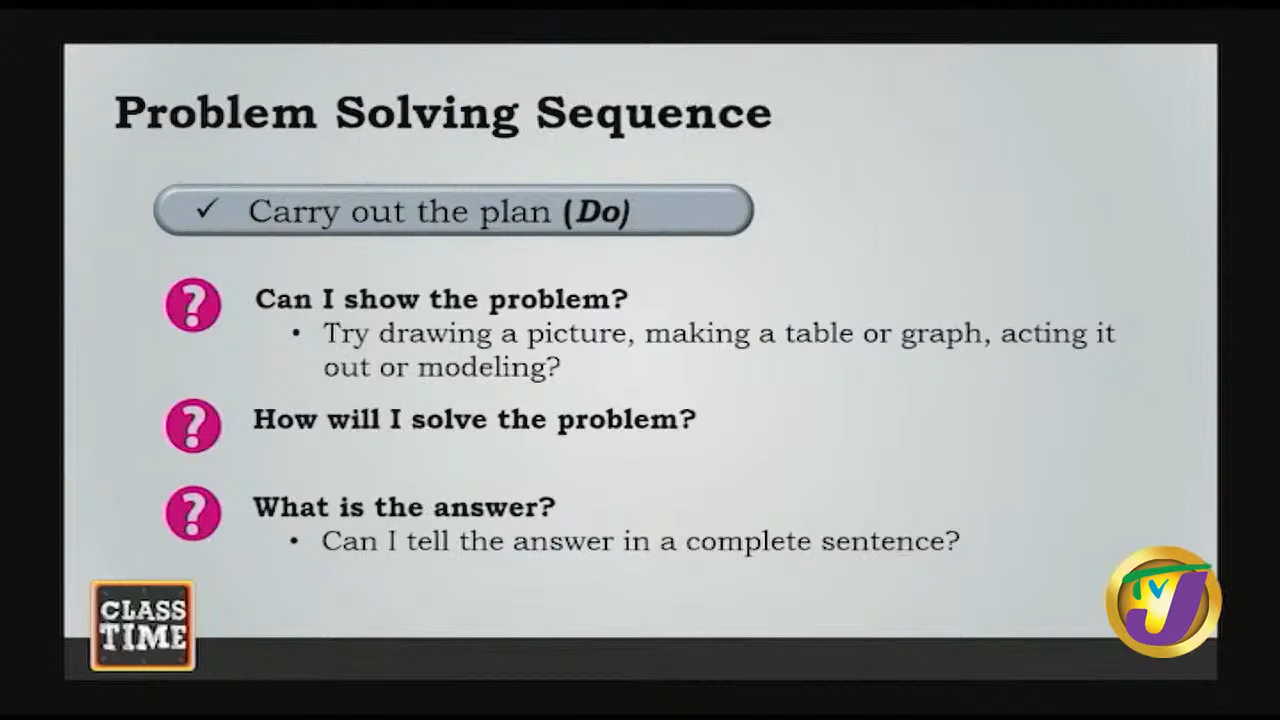 Problem Solving Sequence
✓ Carry out the plan (Do)
? Can I show the problem?
• Try drawing a picture, making a table or graph, acting it
out or modeling?
? How will I solve the problem?
? What is the answer?
• Can I tell the answer in a complete sentence?
CLASS
TIME
TVJ